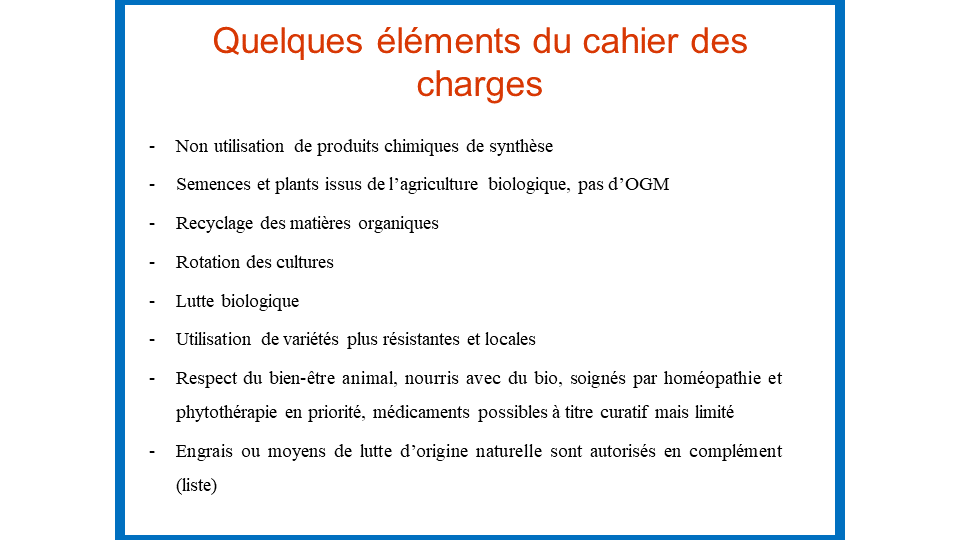 Quelques éléments du cahier des
charges
- Non utilisation de produits chimiques de synthèse
- Semences et plants issus de l’agriculture biologique, pas d’OGM
- Recyclage des matières organiques
- Rotation des cultures
- Lutte biologique
- Utilisation de variétés plus résistantes et locales
- Respect du bien-être animal, nourris avec du bio, soignés par homéopathie et
phytothérapie en priorité, médicaments possibles à titre curatif mais limité
- Engrais ou moyens de lutte d’origine naturelle sont autorisés en complément
(liste)